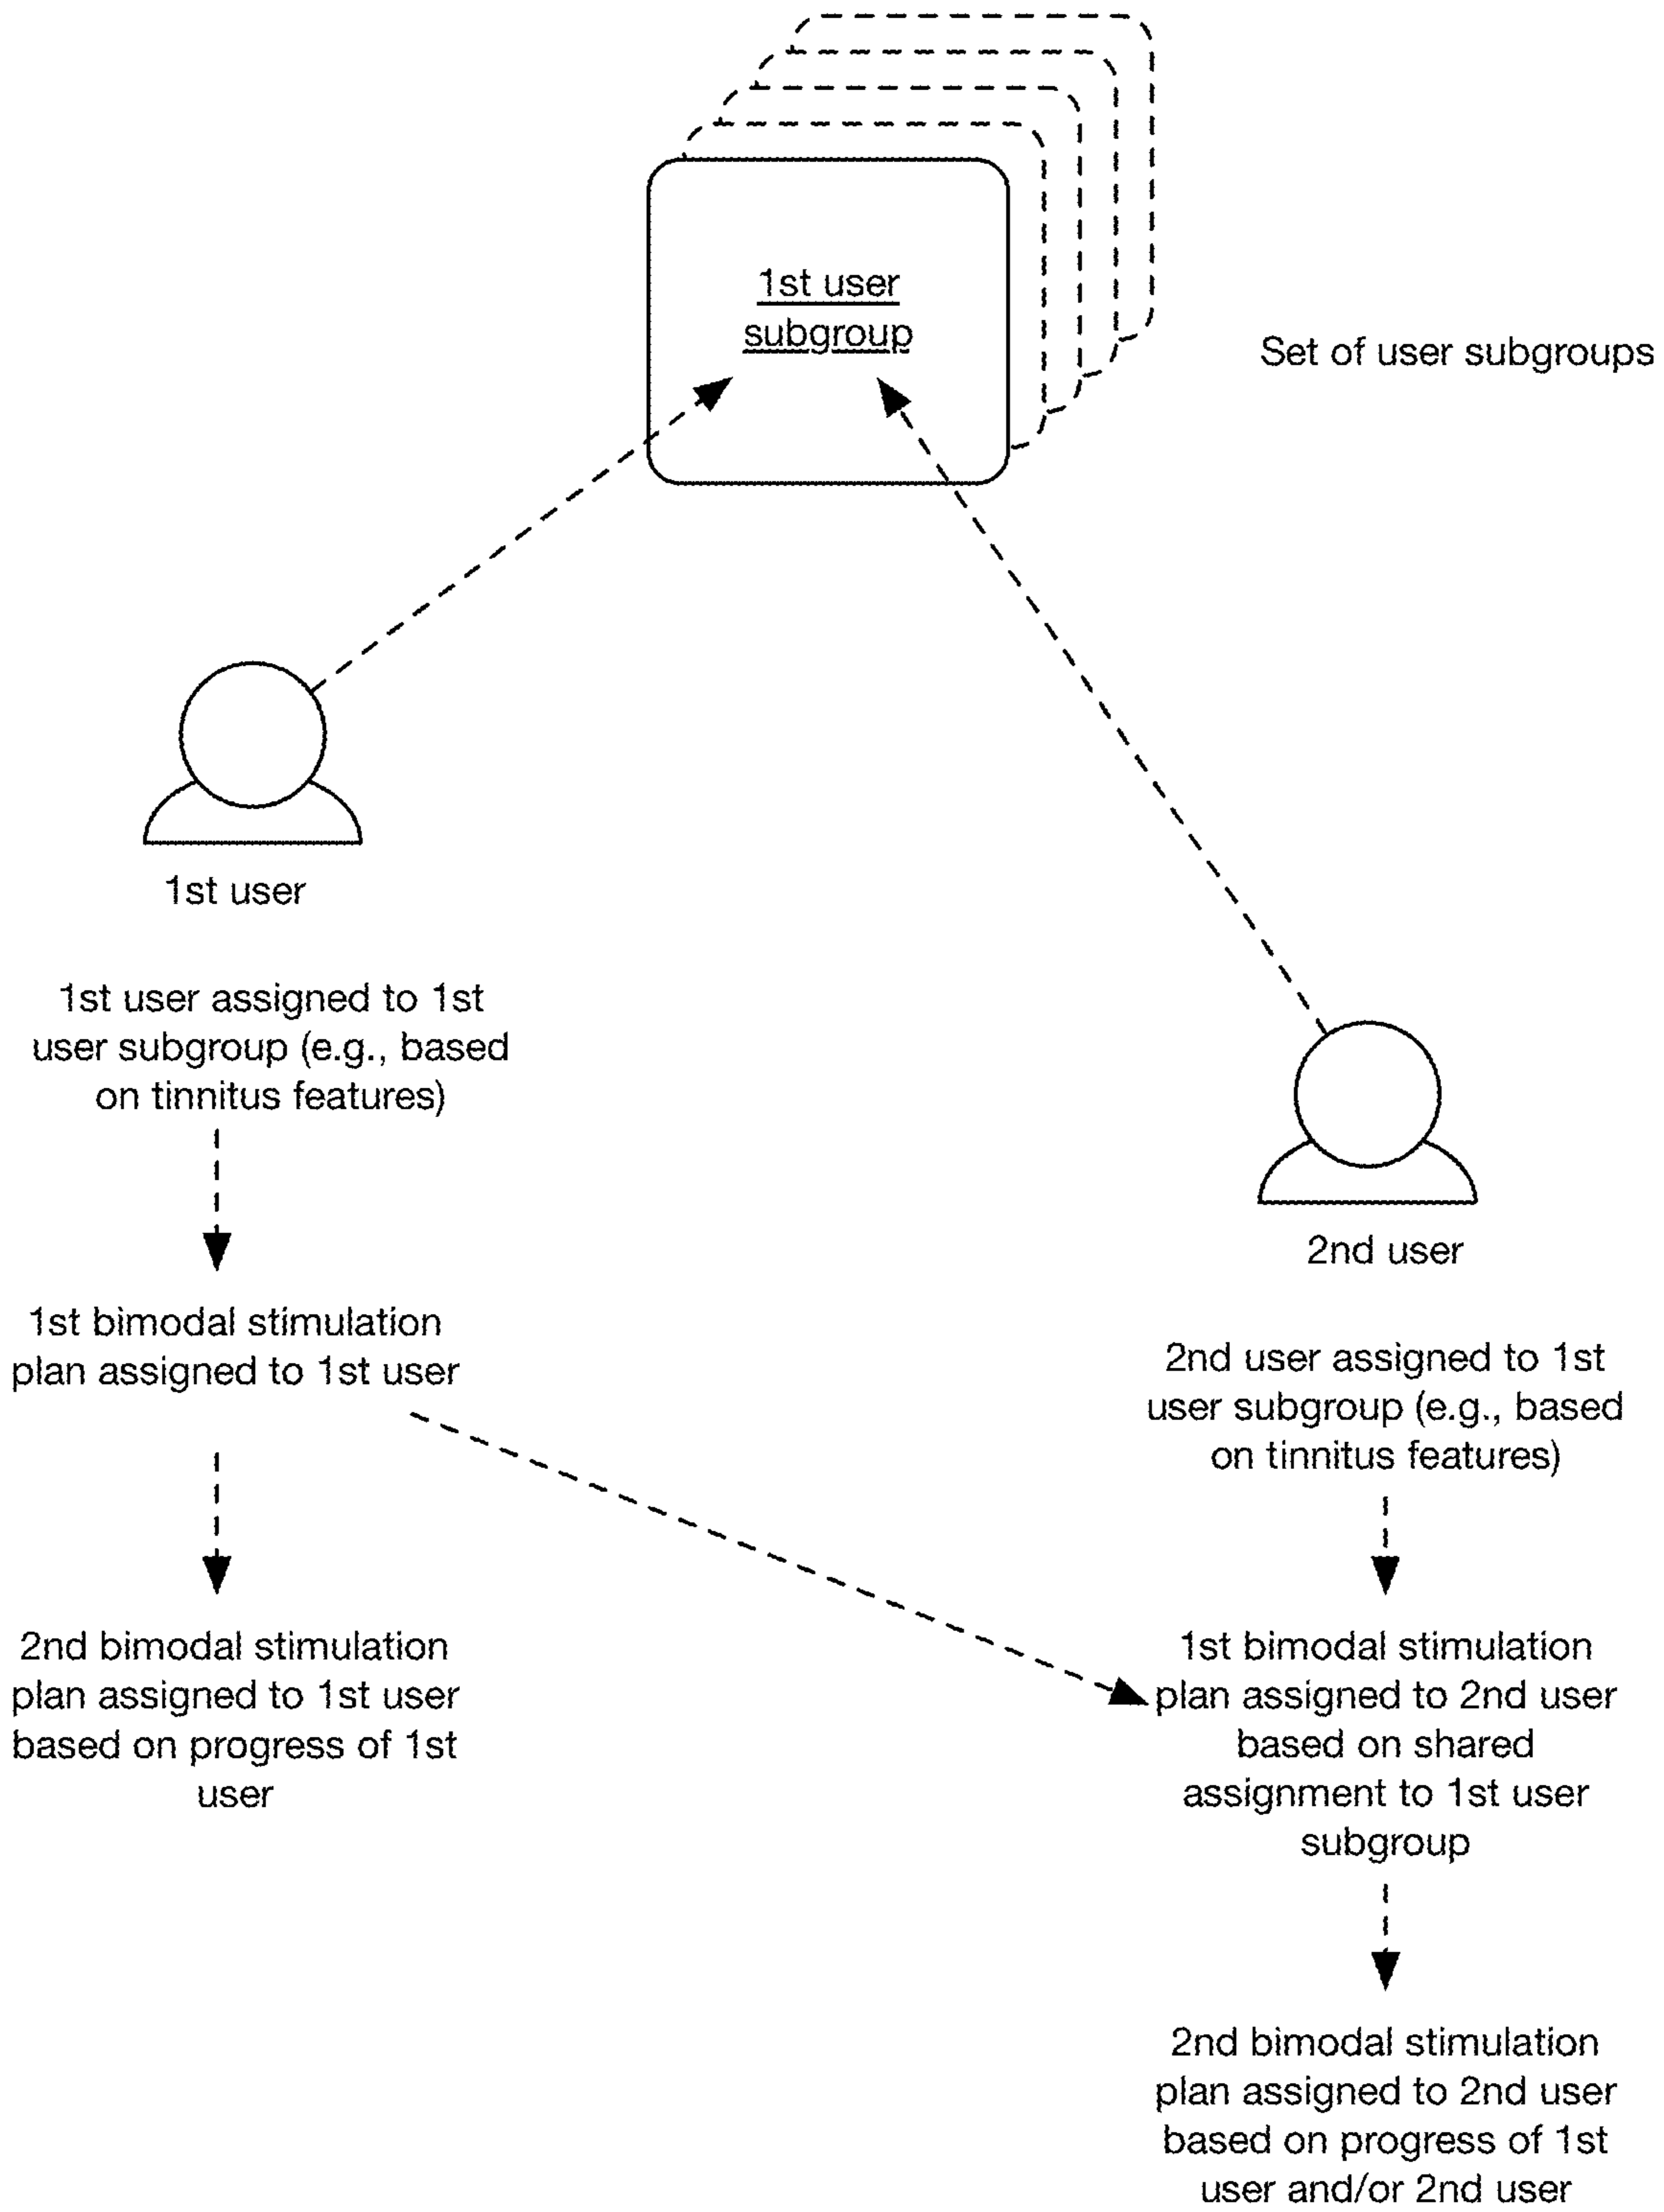 1st user
subgroup
Set of user subgroups
1st user
1st user assigned to 1st
user subgroup (e.g., based
on tinnitus features)
1st bimodal stimulation
plan assigned to 1st user
2nd bimodal stimulation
plan assigned to 1st user
based on progress of 1st
user
2nd user
2nd user assigned to 1st
user subgroup (e.g., based
on tinnitus features)
1st bimodal stimulation
plan assigned to 2nd user
based on shared
assignment to 1st user
subgroup
2nd bimodal stimulation
plan assigned to 2nd user
based on progress of 1st
user and/or 2nd user